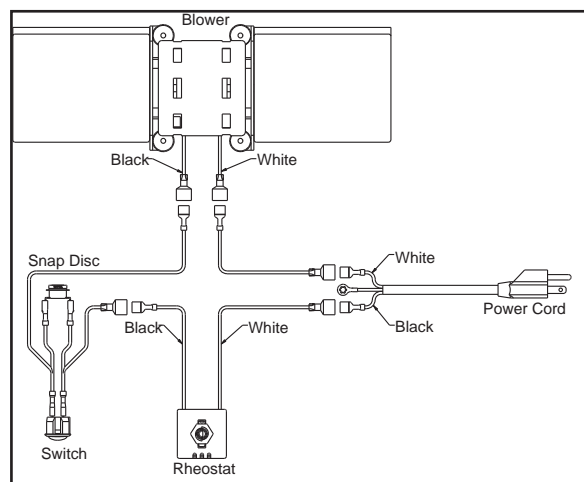 Blower
Black
White
Snap Disc
White
Power Cord
Black
White
Black
Switch
Rheostat